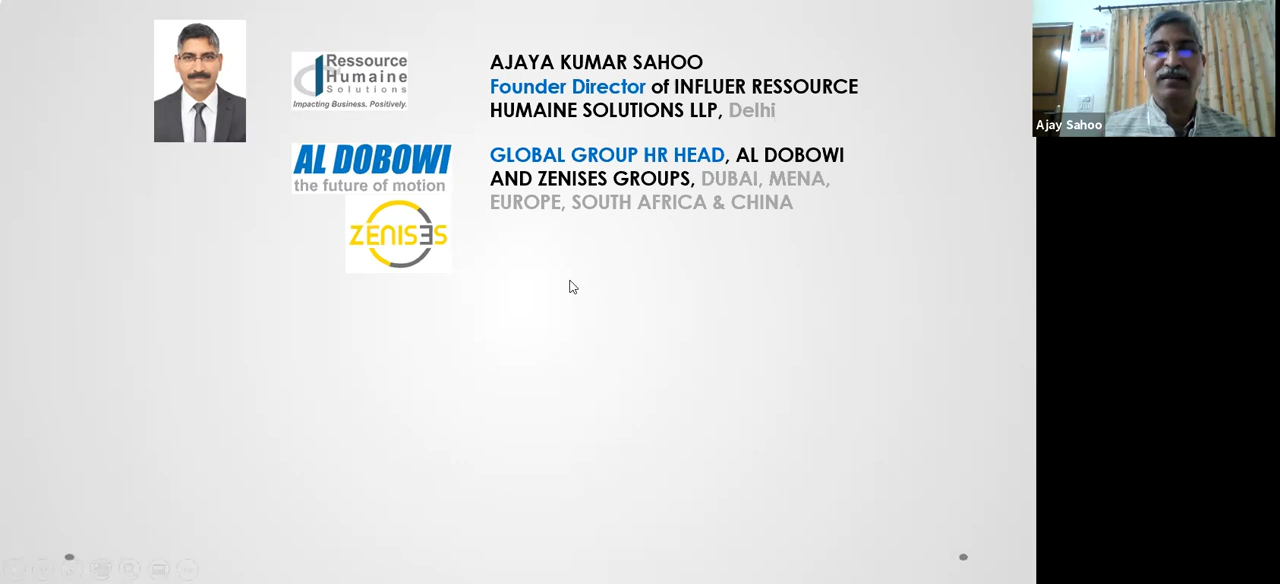 Ressource
Humaine
Solutions
Impacting Business. Positively.
AJAYA KUMAR SAHOO
Founder Director of INFLUER RESSOURCE
HUMAINE SOLUTIONS LLP, Delhi
AL DOBOWI
the future of motion
ZENISES
GLOBAL GROUP HR HEAD, AL DOBOWI
AND ZENISES GROUPS, DUBAI, MENA,
EUROPE, SOUTH AFRICA & CHINA
Ajay Sahoo